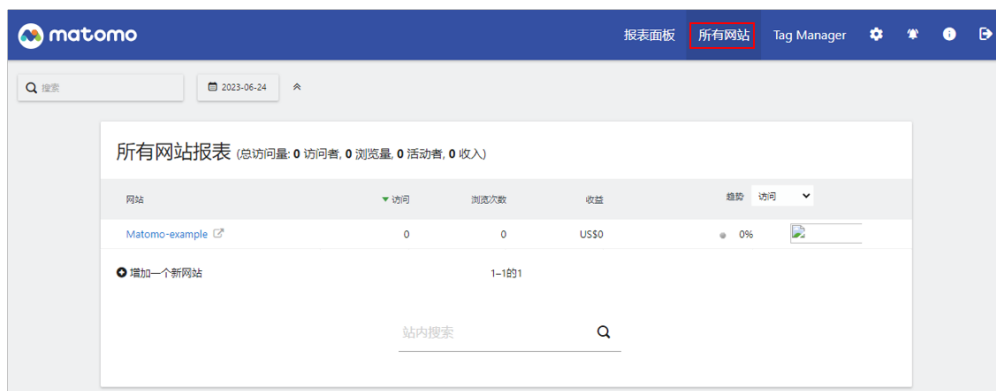 matomo 报表面板 所有网站 Tag Manager
搜索 2023-06-24
所有网站报表 (总访问量: 0 访问者, 0 浏览量, 0 活动者, 0 收入)
网站 访问 浏览次数 收益 趋势 访问
Matomo-example 0 0 US$0 0%
增加一个新网站 1–1的1
站内搜索